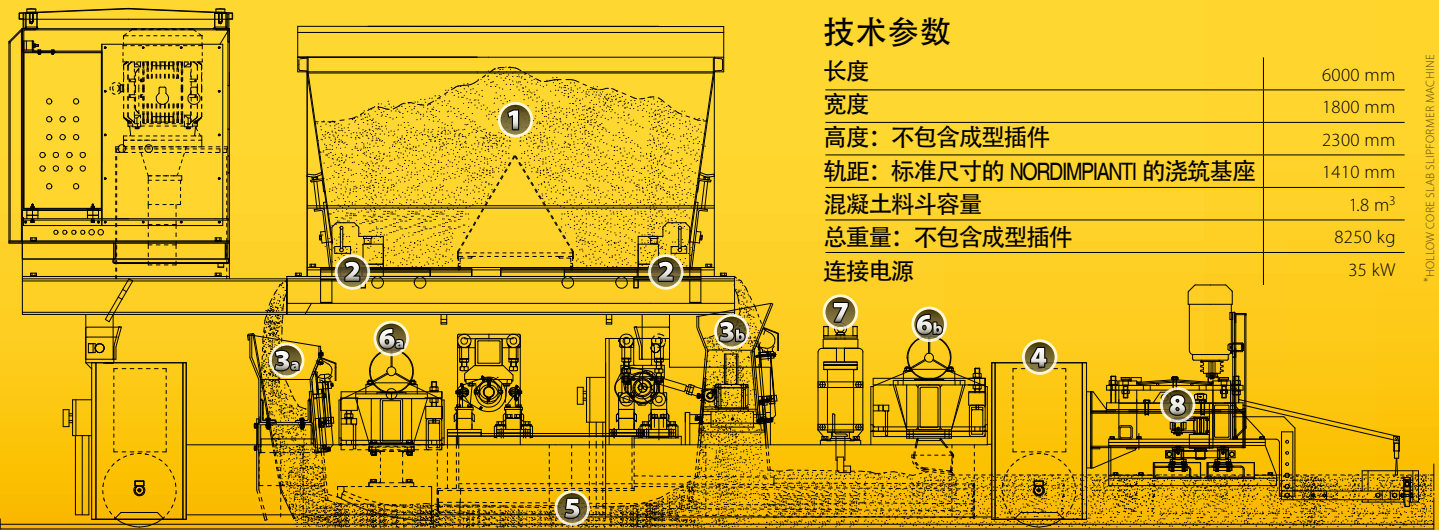 技术参数
长度 6000 mm
宽度 1800 mm
高度：不包含成型插件 2300 mm
轨距：标准尺寸的 NORDIMPIANTI 的浇筑基座 1410 mm
混凝土料斗容量 1.8 m³
总重量：不包含成型插件 8250 kg
连接电源 35 kW
*HOLLOW CORE SLAB SLIPFORMER MACHINE
1
2
2
3a
6a
3b
7
6b
4
8
5